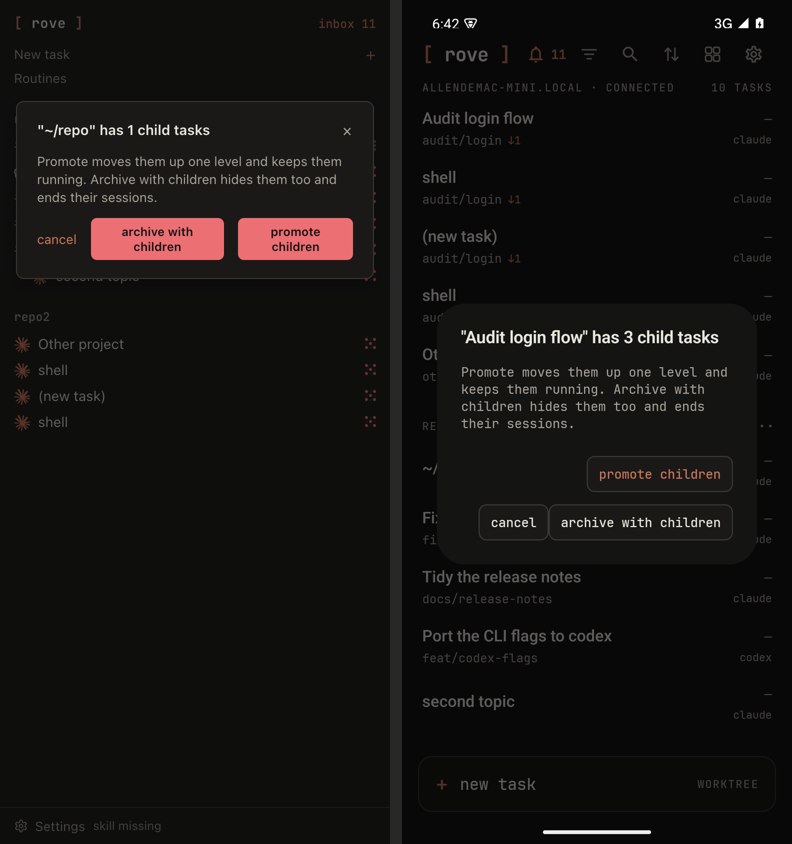 [ rove ]
inbox 11
New task
+
Routines
"~/repo" has 1 child tasks
×
Promote moves them up one level and keeps them
running. Archive with children hides them too and
ends their sessions.
cancel
archive with
children
promote
children
second topic
repo2
Other project
shell
(new task)
shell
Settings skill missing
6:42
3G
[ rove ]
11
ALLENDEMAC-MINI.LOCAL · CONNECTED
10 TASKS
Audit login flow
—
audit/login ↓1
claude
shell
—
audit/login ↓1
claude
(new task)
—
audit/login ↓1
claude
shell
—
"Audit login flow" has 3 child tasks
Promote moves them up one level and
keeps them running. Archive with
children hides them too and ends
their sessions.
promote children
cancel
archive with children
Tidy the release notes
—
docs/release-notes
claude
Port the CLI flags to codex
—
feat/codex-flags
codex
second topic
—
claude
+ new task
WORKTREE